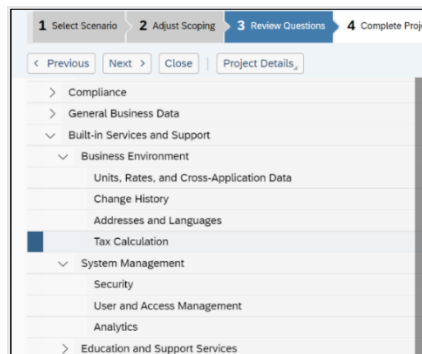 1 Select Scenario 2 Adjust Scoping 3 Review Questions 4 Complete Proj
< Previous Next > Close Project Details
Compliance
General Business Data
Built-in Services and Support
Business Environment
Units, Rates, and Cross-Application Data
Change History
Addresses and Languages
Tax Calculation
System Management
Security
User and Access Management
Analytics
Education and Support Services